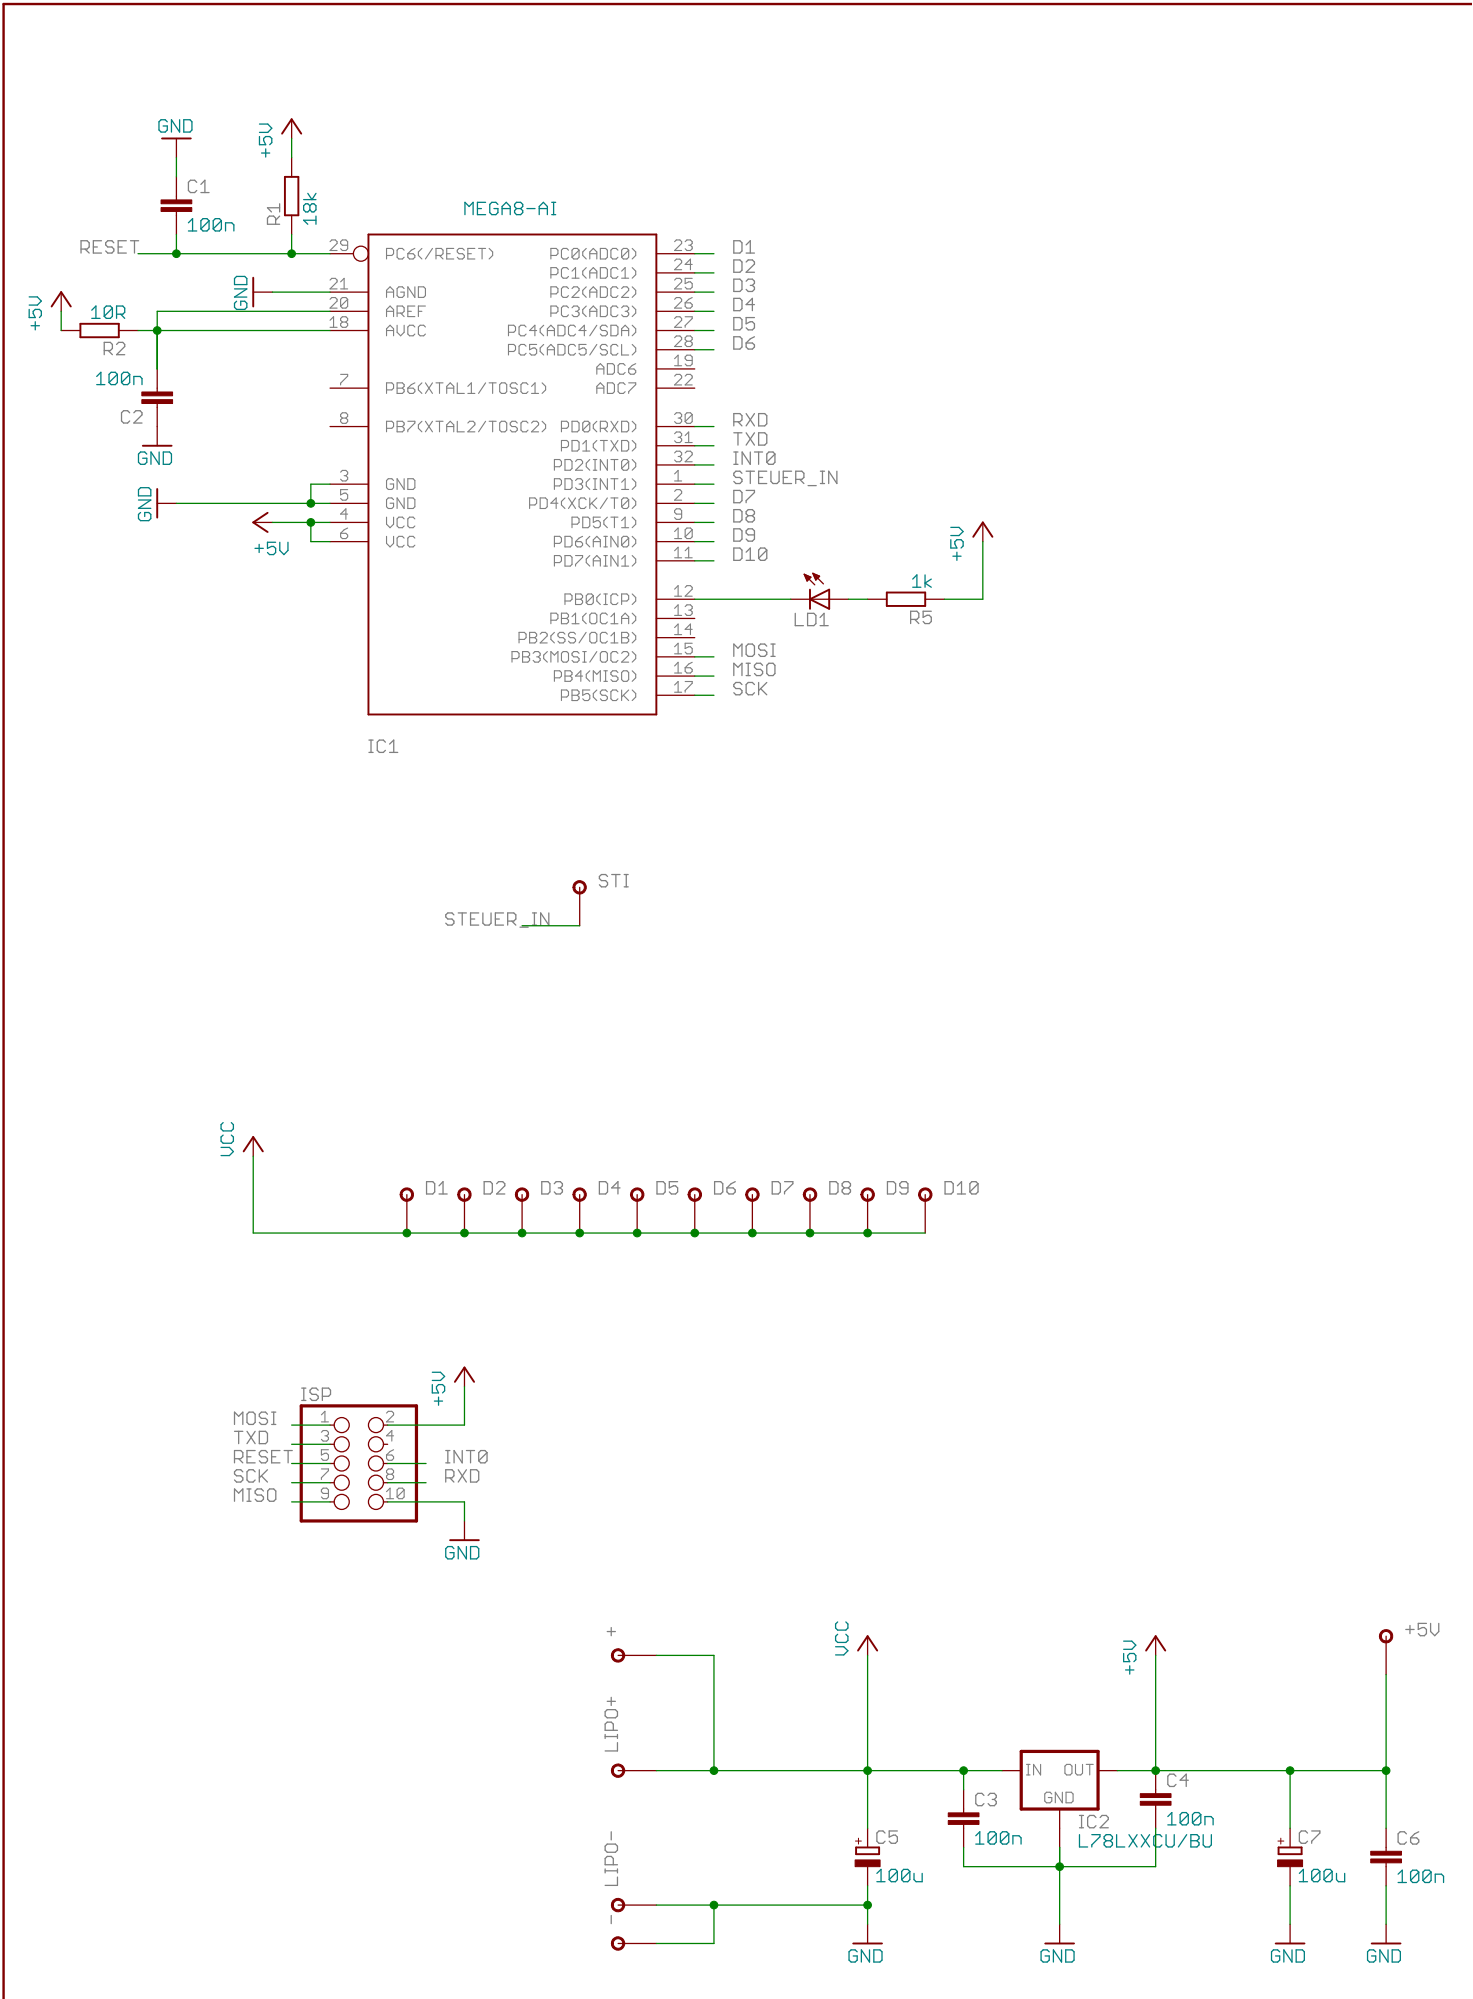 GND
+5V
C1
100n
R1
18k
MEGA8-AI
RESET
29 PC6(/RESET)
21 AGND
20 AREF
18 AVCC
7 PB6(XTAL1/TOSC1)
8 PB7(XTAL2/TOSC2)
3 GND
5 GND
4 VCC
6 VCC
GND
+5V
10R
R2
100n
C2
GND
GND
+5V
PC0(ADC0) 23 D1
PC1(ADC1) 24 D2
PC2(ADC2) 25 D3
PC3(ADC3) 26 D4
PC4(ADC4/SDA) 27 D5
PC5(ADC5/SCL) 28 D6
ADC6 19
ADC7 22
PD0(RXD) 30 RXD
PD1(TXD) 31 TXD
PD2(INT0) 32 INT0
PD3(INT1) 1 STEUER_IN
PD4(XCK/T0) 2 D7
PD5(T1) 9 D8
PD6(AIN0) 10 D9
PD7(AIN1) 11 D10
PB0(ICP) 12
PB1(OC1A) 13
PB2(SS/OC1B) 14
PB3(MOSI/OC2) 15 MOSI
PB4(MISO) 16 MISO
PB5(SCK) 17 SCK
LD1
1k
R5
+5V
IC1
STI
STEUER_IN
VCC
D1 D2 D3 D4 D5 D6 D7 D8 D9 D10
ISP
+5V
MOSI 1 2
TXD 3 4
RESET 5 6 INT0
SCK 7 8 RXD
MISO 9 10
GND
+
LIPO+
LIPO-
-
VCC
+5V
+5V
IN OUT
GND
IC2
L78LXXCU/BU
C3
100n
C4
100n
C5
+
100u
C7
+
100u
C6
100n
GND
GND
GND
GND